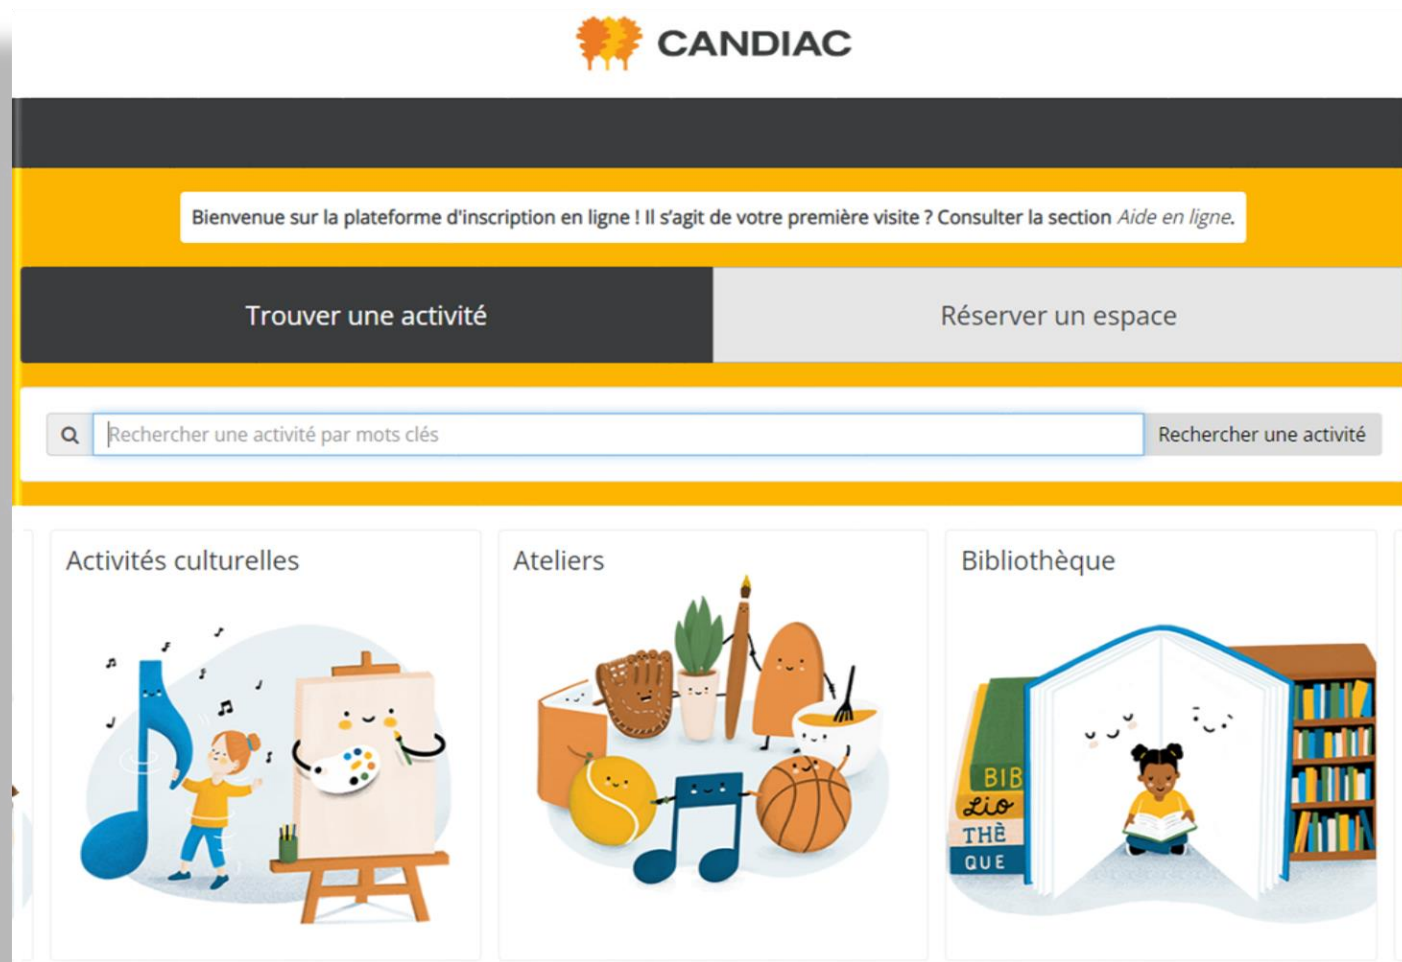 CANDIAC
Bienvenue sur la plateforme d'inscription en ligne ! Il s’agit de votre première visite ? Consulter la section Aide en ligne.
Trouver une activité
Réserver un espace
Rechercher une activité par mots clés
Rechercher une activité
Activités culturelles
Ateliers
Bibliothèque
BIB
Lio
THÈ
QUE